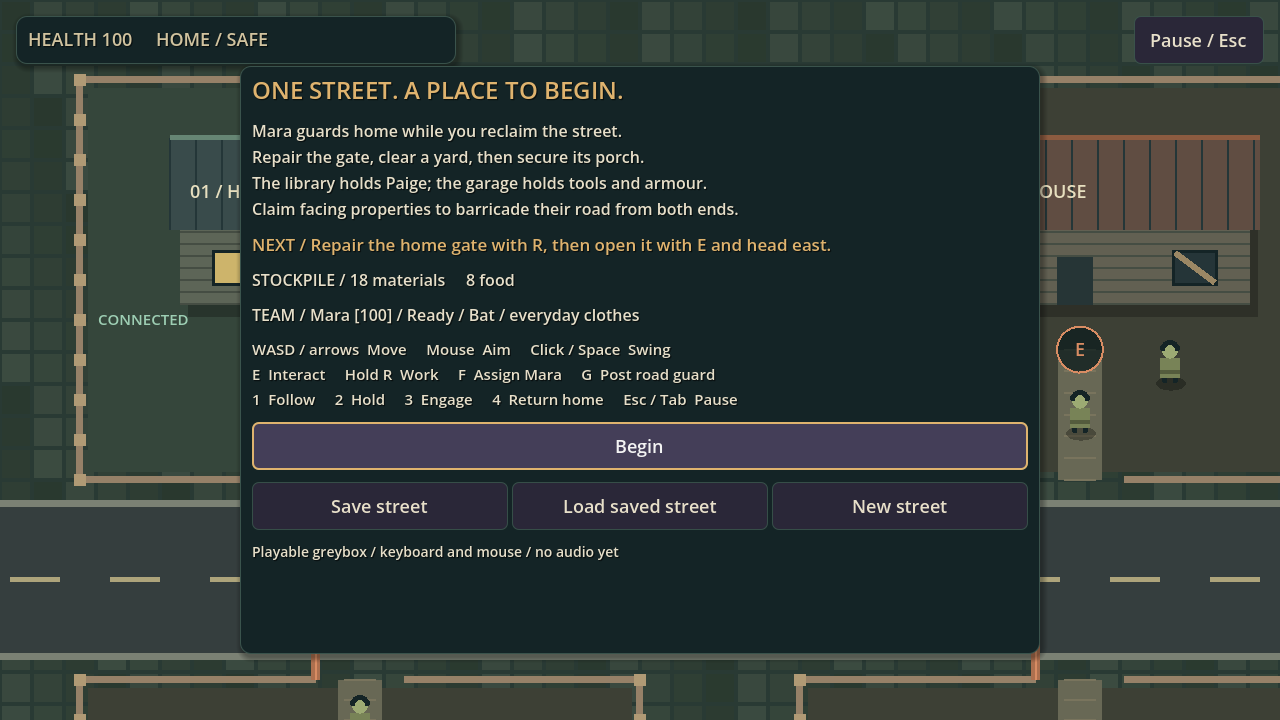 HEALTH 100 HOME / SAFE
Pause / Esc
ONE STREET. A PLACE TO BEGIN.
Mara guards home while you reclaim the street.
Repair the gate, clear a yard, then secure its porch.
The library holds Paige; the garage holds tools and armour.
Claim facing properties to barricade their road from both ends.
NEXT / Repair the home gate with R, then open it with E and head east.
STOCKPILE / 18 materials 8 food
TEAM / Mara [100] / Ready / Bat / everyday clothes
WASD / arrows Move Mouse Aim Click / Space Swing
E Interact Hold R Work F Assign Mara G Post road guard
1 Follow 2 Hold 3 Engage 4 Return home Esc / Tab Pause
Begin
Save street Load saved street New street
Playable greybox / keyboard and mouse / no audio yet
01 / H
OUSE
CONNECTED
E